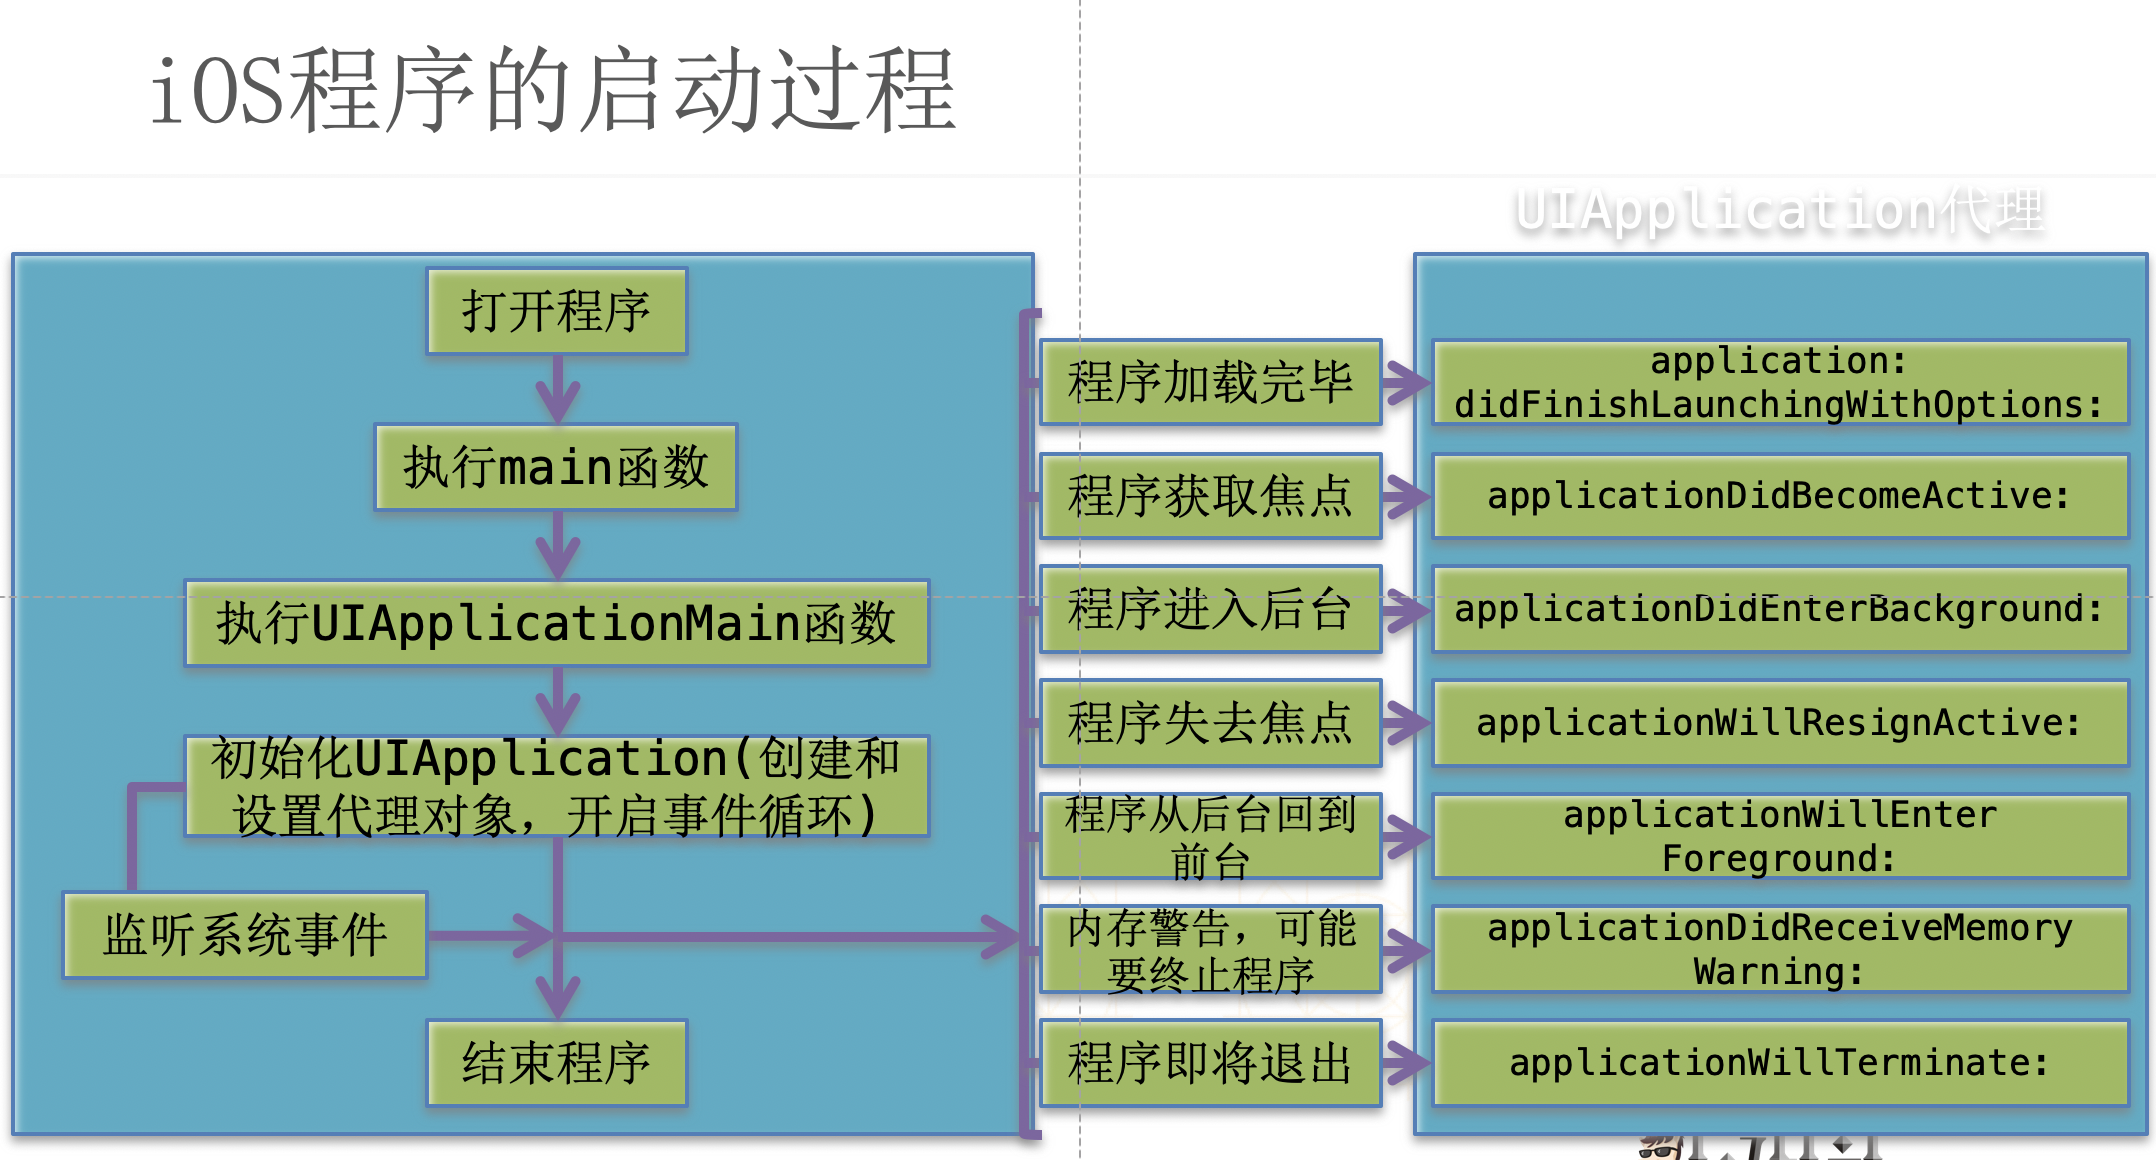 iOS程序的启动过程
UIApplication代理
打开程序
执行main函数
执行UIApplicationMain函数
初始化UIApplication(创建和
设置代理对象，开启事件循环)
监听系统事件
结束程序
程序加载完毕
application:
didFinishLaunchingWithOptions:
程序获取焦点
applicationDidBecomeActive:
程序进入后台
applicationDidEnterBackground:
程序失去焦点
applicationWillResignActive:
程序从后台回到
前台
applicationWillEnter
Foreground:
内存警告，可能
要终止程序
applicationDidReceiveMemory
Warning:
程序即将退出
applicationWillTerminate: